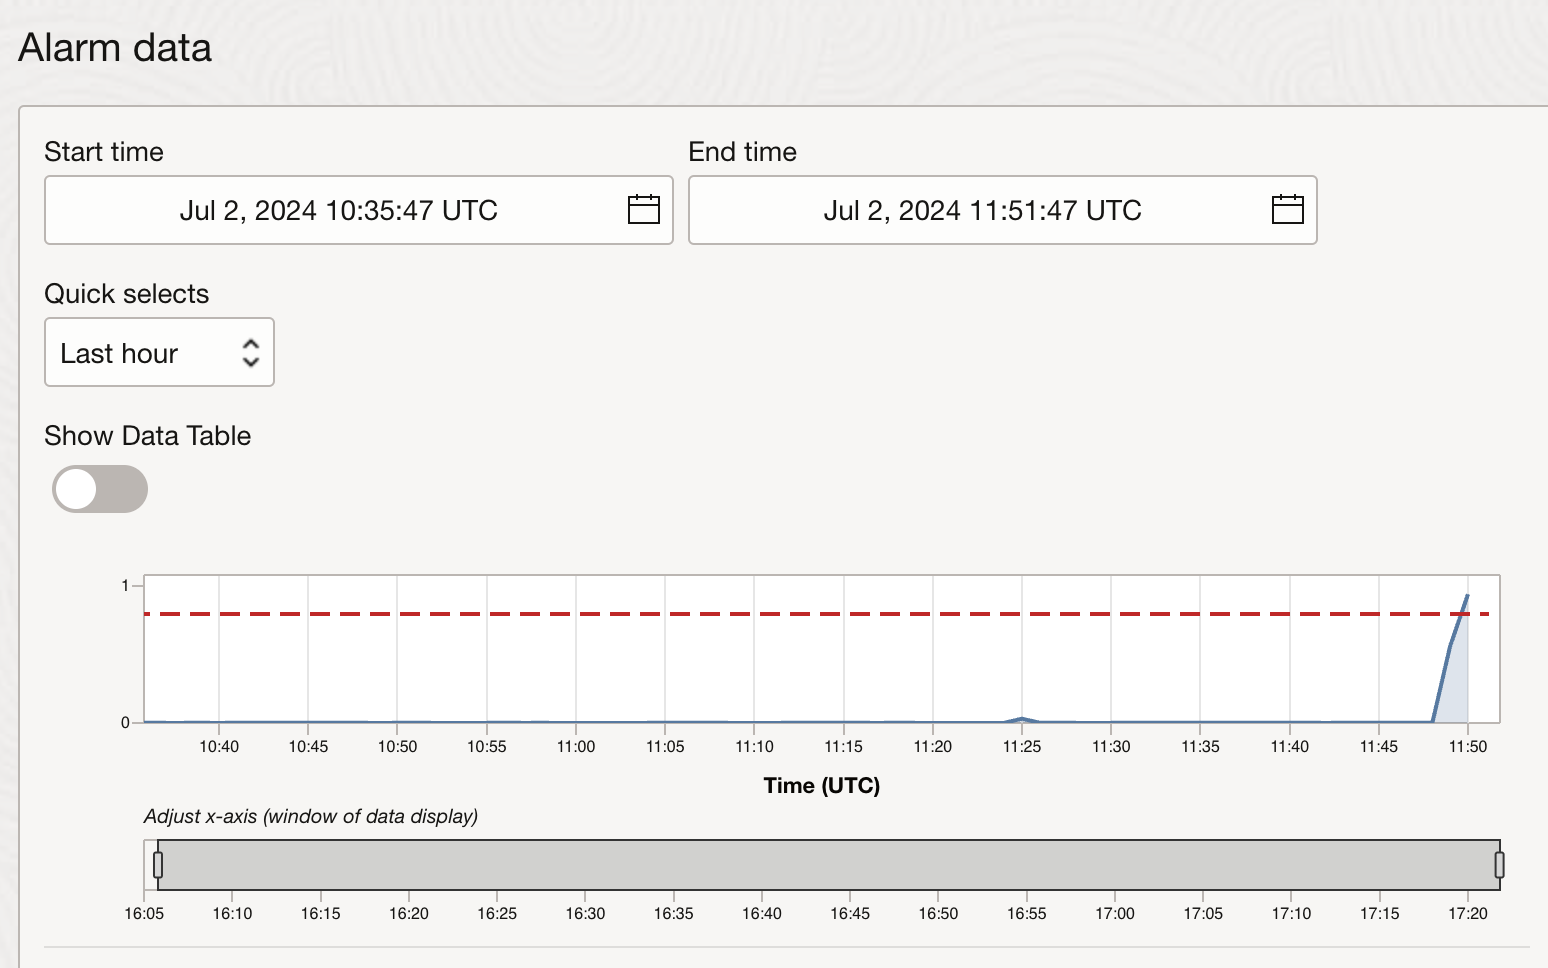 Alarm data
Start time End time
Jul 2, 2024 10:35:47 UTC Jul 2, 2024 11:51:47 UTC
Quick selects
Last hour
Show Data Table
1
0
10:40 10:45 10:50 10:55 11:00 11:05 11:10 11:15 11:20 11:25 11:30 11:35 11:40 11:45 11:50
Time (UTC)
Adjust x-axis (window of data display)
16:05 16:10 16:15 16:20 16:25 16:30 16:35 16:40 16:45 16:50 16:55 17:00 17:05 17:10 17:15 17:20